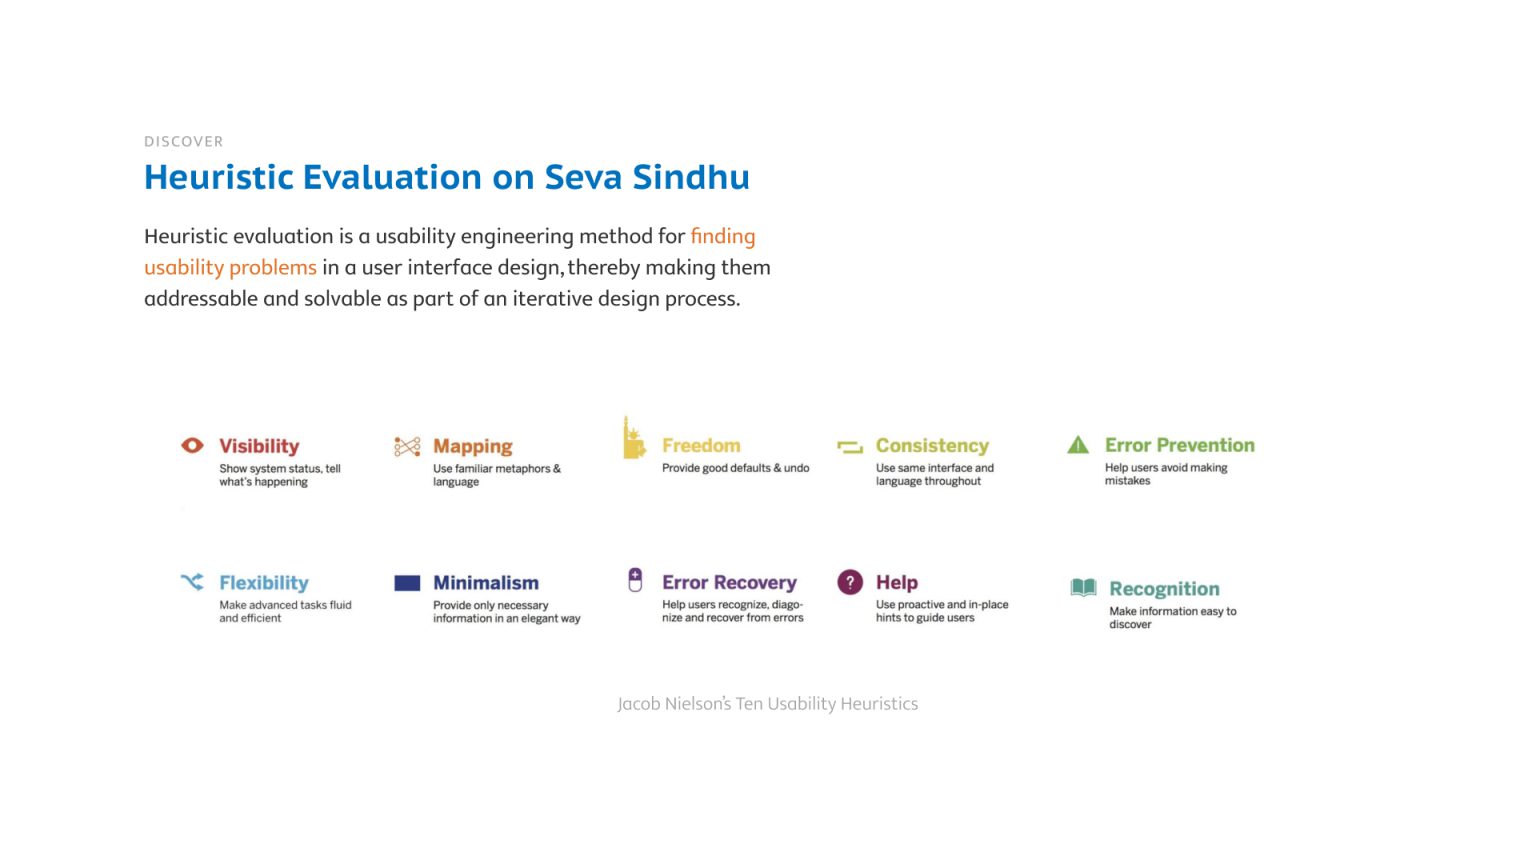 DISCOVER
Heuristic Evaluation on Seva Sindhu
Heuristic evaluation is a usability engineering method for finding
usability problems in a user interface design, thereby making them
addressable and solvable as part of an iterative design process.
Visibility
Show system status, tell
what's happening
Mapping
Use familiar metaphors &
language
Freedom
Provide good defaults & undo
Consistency
Use same interface and
language throughout
Error Prevention
Help users avoid making
mistakes
Flexibility
Make advanced tasks fluid
and efficient
Minimalism
Provide only necessary
information in an elegant way
Error Recovery
Help users recognize, diago-
nize and recover from errors
Help
Use proactive and in-place
hints to guide users
Recognition
Make information easy to
discover
Jacob Nielson's Ten Usability Heuristics